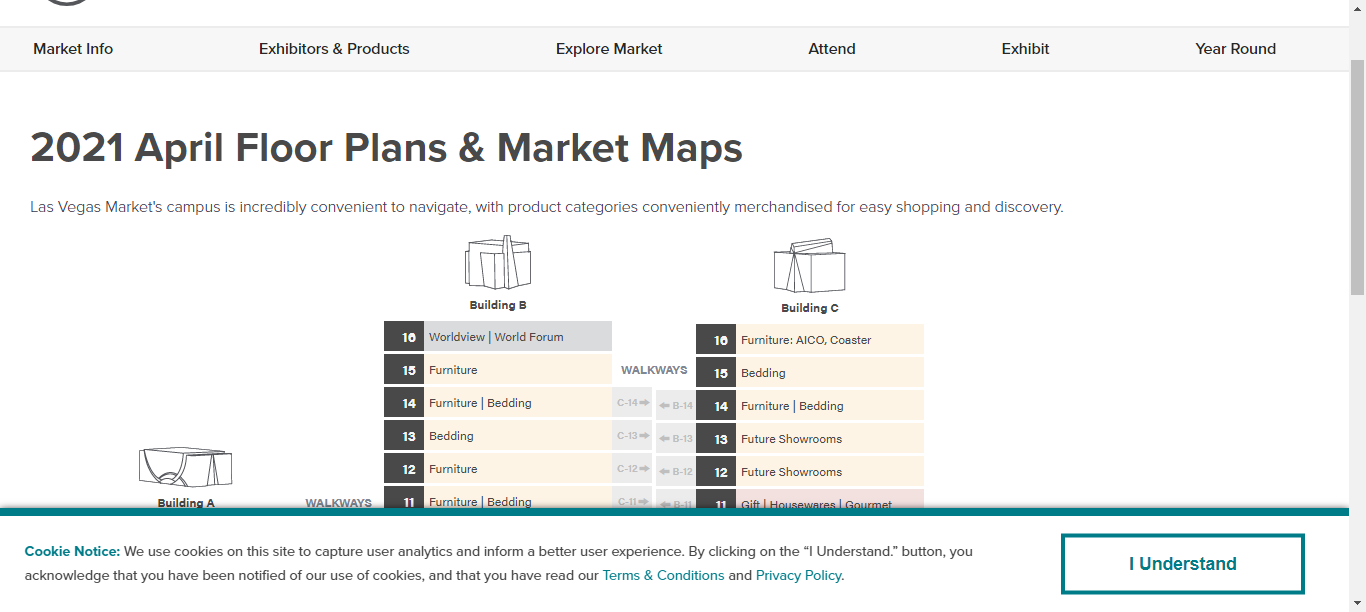 Market Info Exhibitors & Products Explore Market Attend Exhibit Year Round
2021 April Floor Plans & Market Maps
Las Vegas Market's campus is incredibly convenient to navigate, with product categories conveniently merchandised for easy shopping and discovery.
Building B Building C
16 Worldview | World Forum 16 Furniture: AICO, Coaster
15 Furniture WALKWAYS 15 Bedding
14 Furniture | Bedding C-14 B-14 14 Furniture | Bedding
13 Bedding C-13 B-13 13 Future Showrooms
12 Furniture C-12 B-12 12 Future Showrooms
Building A WALKWAYS 11 Furniture | Bedding C-11 B-11 11 Gift | Housewares | Gourmet
Cookie Notice: We use cookies on this site to capture user analytics and inform a better user experience. By clicking on the “I Understand.” button, you
acknowledge that you have been notified of our use of cookies, and that you have read our Terms & Conditions and Privacy Policy.
I Understand